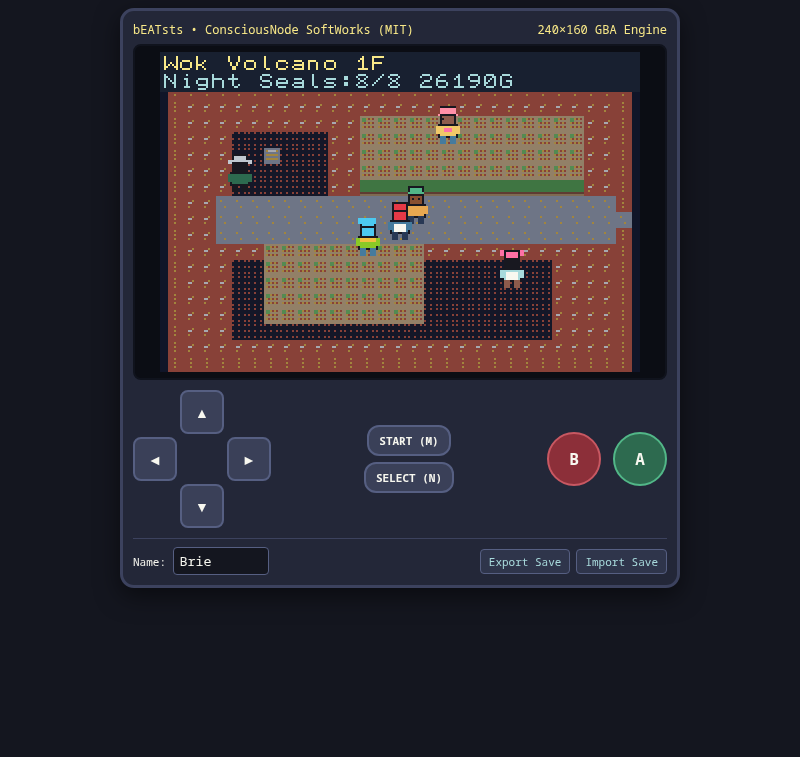 bEATsts • ConsciousNode SoftWorks (MIT)
240×160 GBA Engine
Wok Volcano 1F
Night Seals:8/8 26190G
▲
◄ ►
▼
START (M)
SELECT (N)
B A
Name: Brie
Export Save Import Save